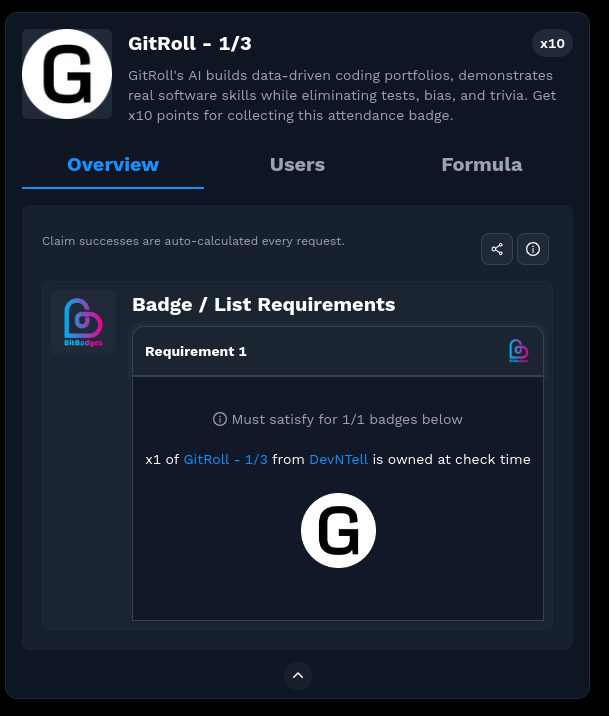 G
GitRoll - 1/3
x10
GitRoll's AI builds data-driven coding portfolios, demonstrates
real software skills while eliminating tests, bias, and trivia. Get
x10 points for collecting this attendance badge.
Overview Users Formula
Claim successes are auto-calculated every request.
BitBadges
Badge / List Requirements
Requirement 1
BitBadges
Must satisfy for 1/1 badges below
x1 of GitRoll - 1/3 from DevNTell is owned at check time
G